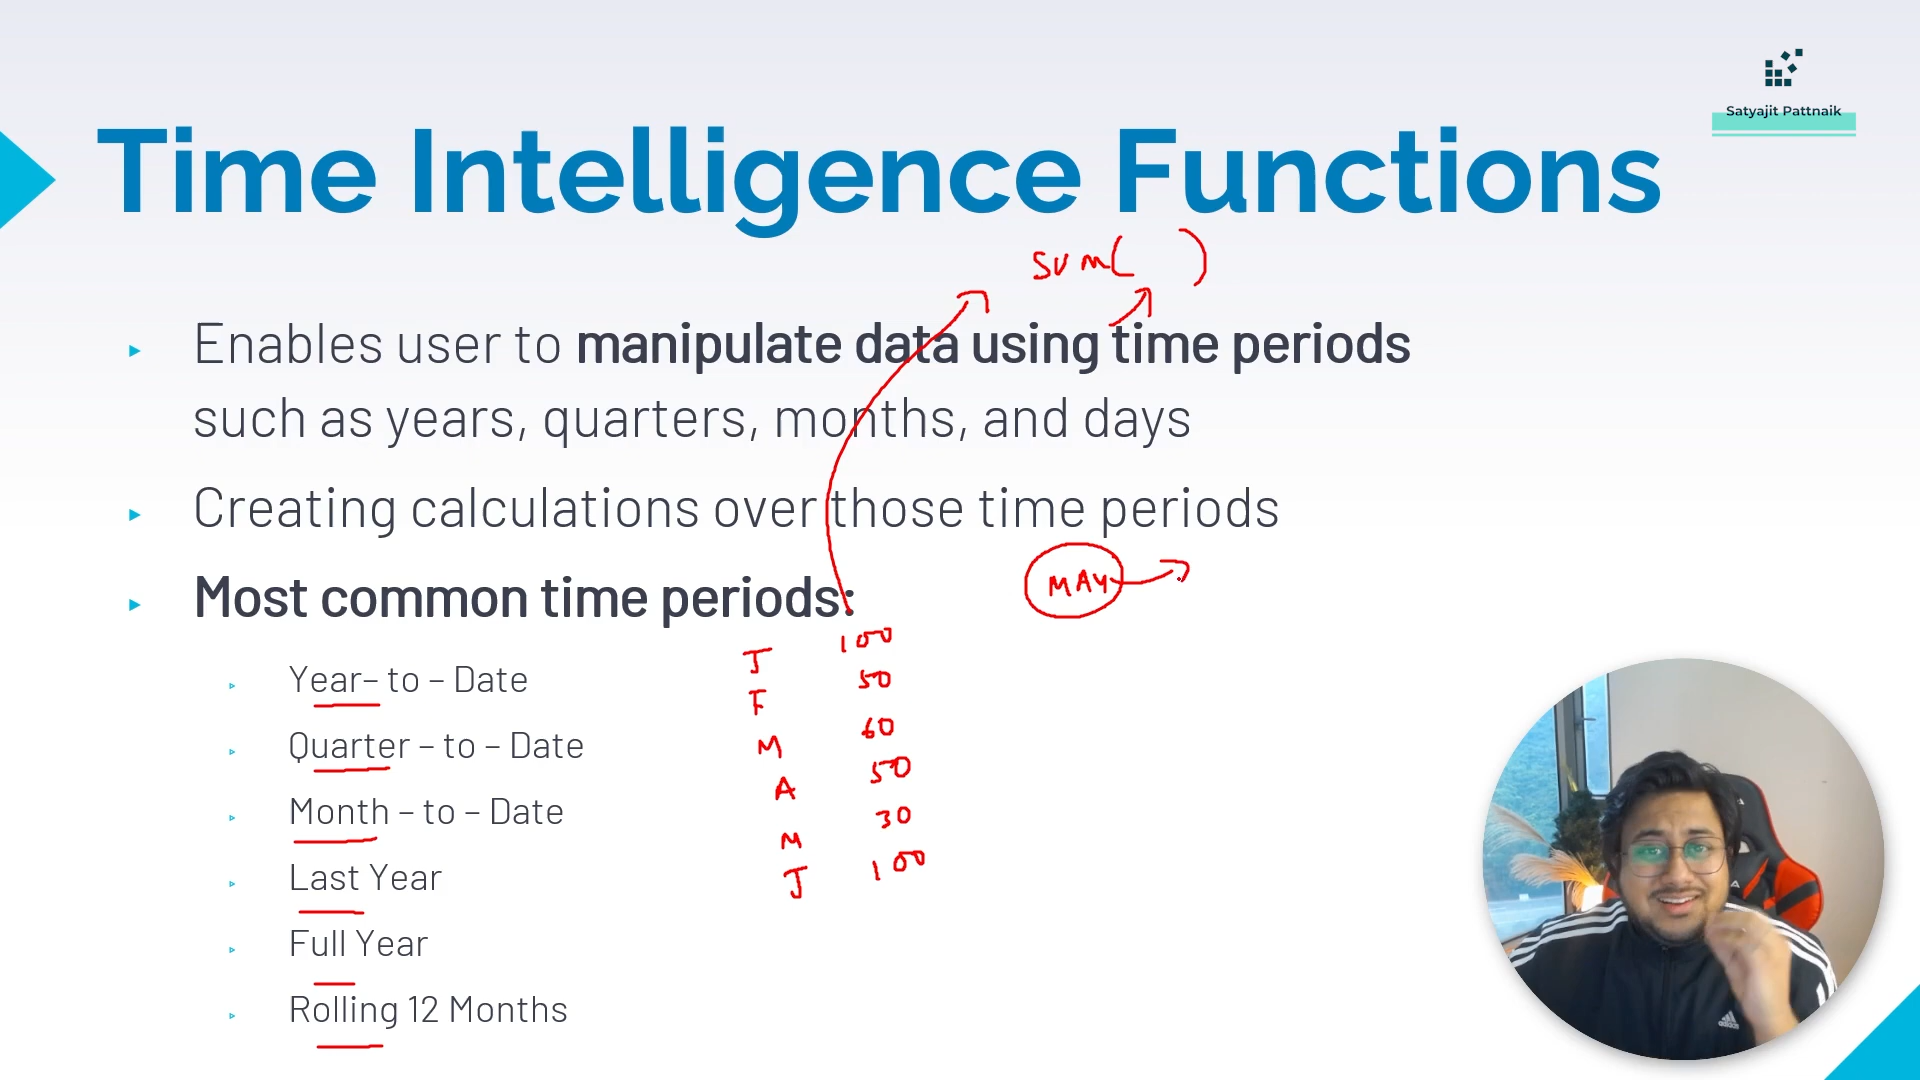 Satyajit Pattnaik
Time Intelligence Functions
SUM( )
Enables user to manipulate data using time periods
such as years, quarters, months, and days
Creating calculations over those time periods
MAY
Most common time periods:
J 100
Year– to – Date
F 50
Quarter – to – Date
M 60
A 50
Month – to – Date
M 30
Last Year
J 100
Full Year
Rolling 12 Months